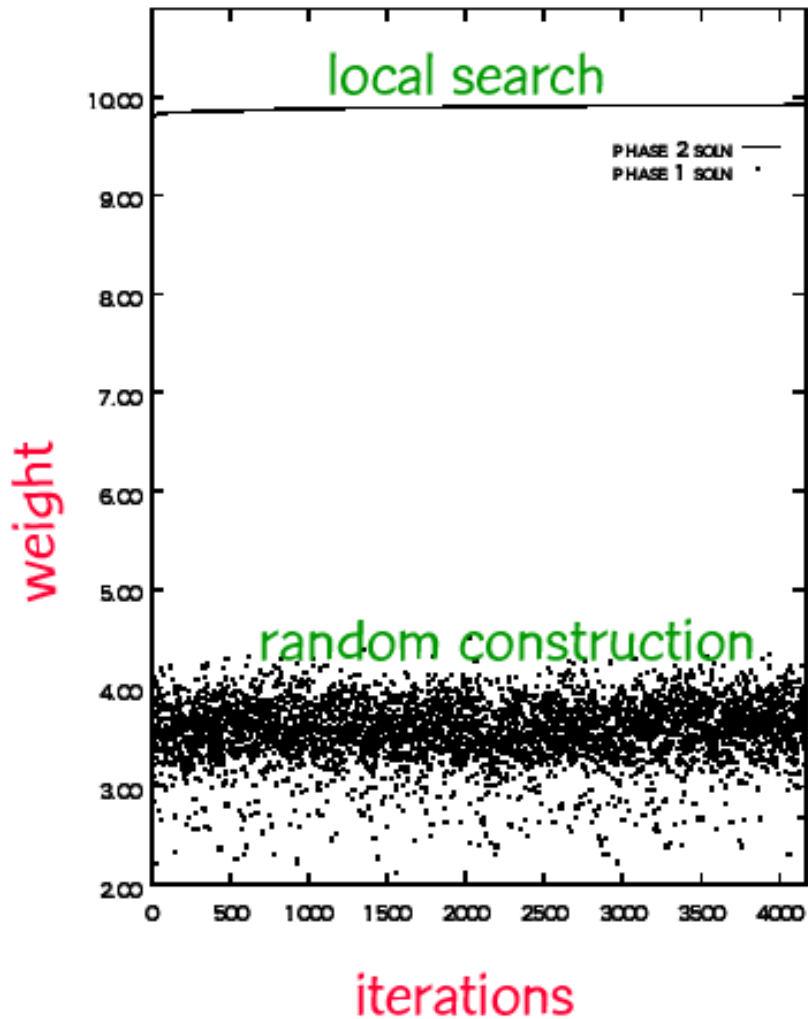 local search
10.00
PHASE 2 SOLN
PHASE 1 SOLN
9.00
8.00
7.00
6.00
weight
5.00
random construction
4.00
3.00
2.00
0 500 1000 1500 2000 2500 3000 3500 4000
iterations